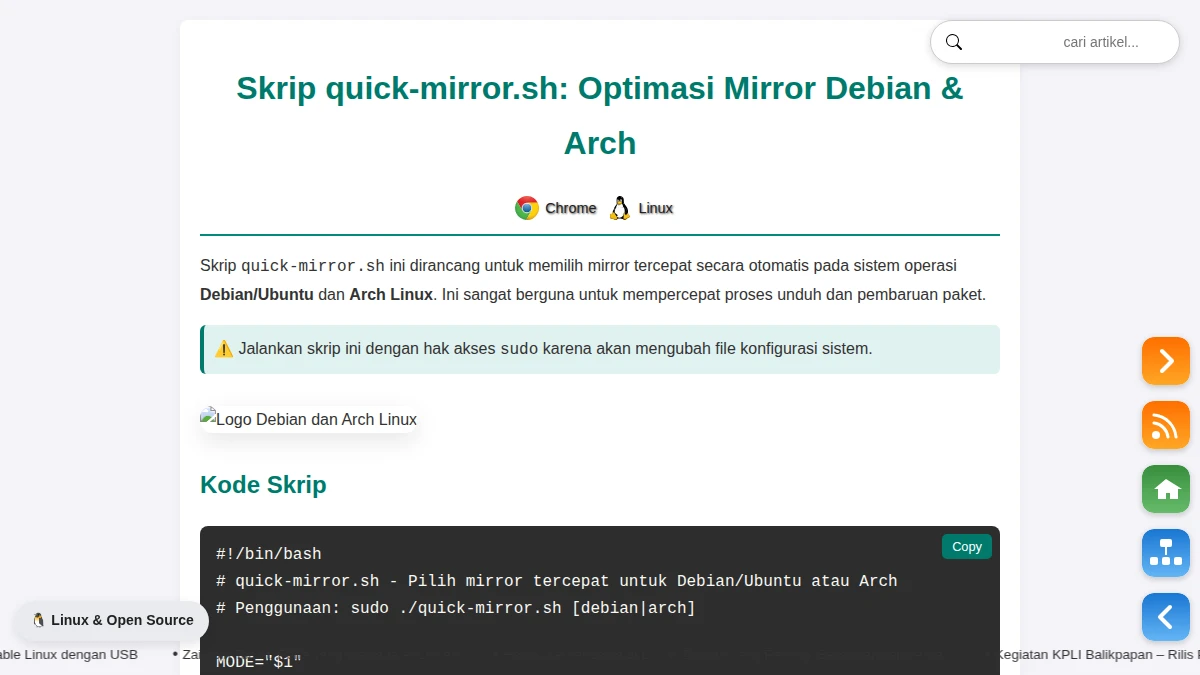 cari artikel...
Skrip quick-mirror.sh: Optimasi Mirror Debian &
Arch
Chrome Linux
Skrip quick-mirror.sh ini dirancang untuk memilih mirror tercepat secara otomatis pada sistem operasi
Debian/Ubuntu dan Arch Linux. Ini sangat berguna untuk mempercepat proses unduh dan pembaruan paket.
⚠️ Jalankan skrip ini dengan hak akses sudo karena akan mengubah file konfigurasi sistem.
Logo Debian dan Arch Linux
Kode Skrip
Copy
#!/bin/bash
# quick-mirror.sh - Pilih mirror tercepat untuk Debian/Ubuntu atau Arch
# Penggunaan: sudo ./quick-mirror.sh [debian|arch]
MODE="$1"
🐧 Linux & Open Source
able Linux dengan USB • Zai
Kegiatan KPLI Balikpapan – Rilis